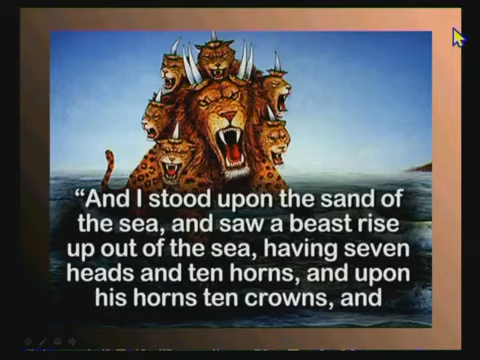 “And I stood upon the sand of
the sea, and saw a beast rise
up out of the sea, having seven
heads and ten horns, and upon
his horns ten crowns, and